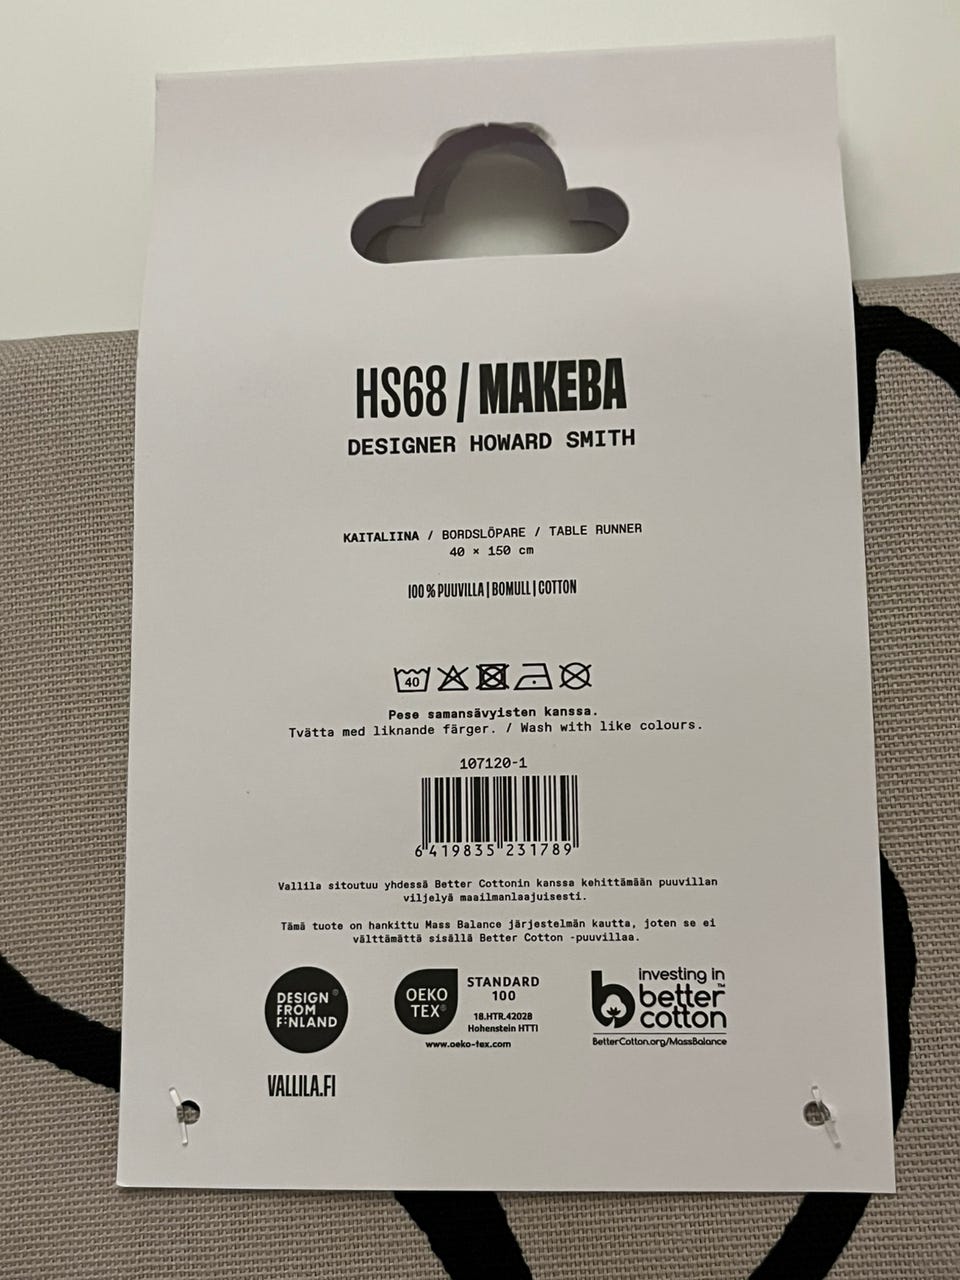 HS68 / MAKEBA
DESIGNER HOWARD SMITH
KAITALIINA / BORDSLÖPARE / TABLE RUNNER
40 × 150 cm
100 % PUUVILLA | BOMULL | COTTON
40
Pese samansävyisten kanssa.
Tvätta med liknande färger. / Wash with like colours.
107120-1
6 419835 231789
Vallila sitoutuu yhdessä Better Cottonin kanssa kehittämään puuvillan
viljelyä maailmanlaajuisesti.
Tämä tuote on hankittu Mass Balance järjestelmän kautta, joten se ei
välttämättä sisällä Better Cotton -puuvillaa.
DESIGN®
FROM
FINLAND
OEKO
TEX®
STANDARD
100
18.HTR.42028
Hohenstein HTTI
www.oeko-tex.com
investing in
better™
cotton
BetterCotton.org/MassBalance
VALLILA.FI